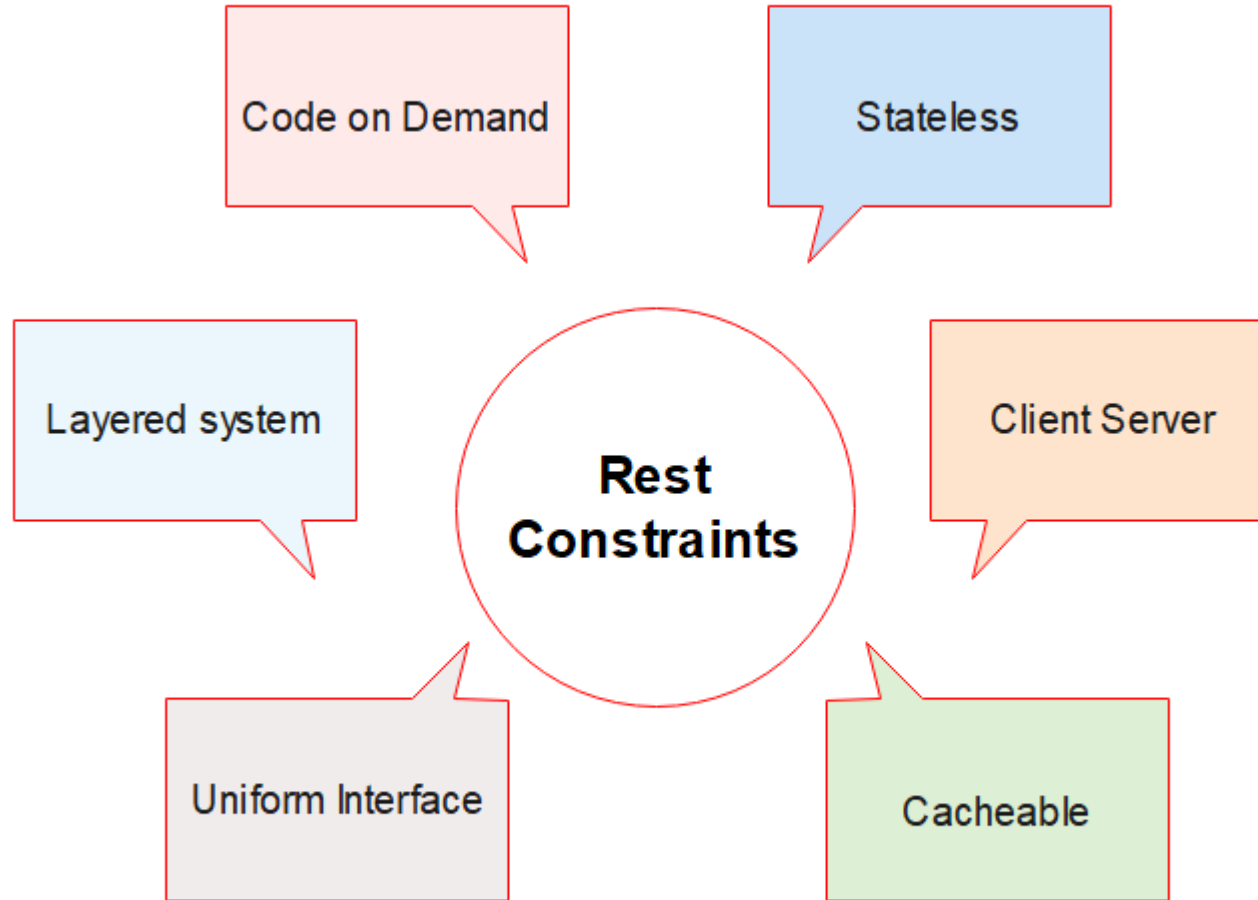 Code on Demand
Stateless
Layered system
Client Server
Rest
Constraints
Uniform Interface
Cacheable